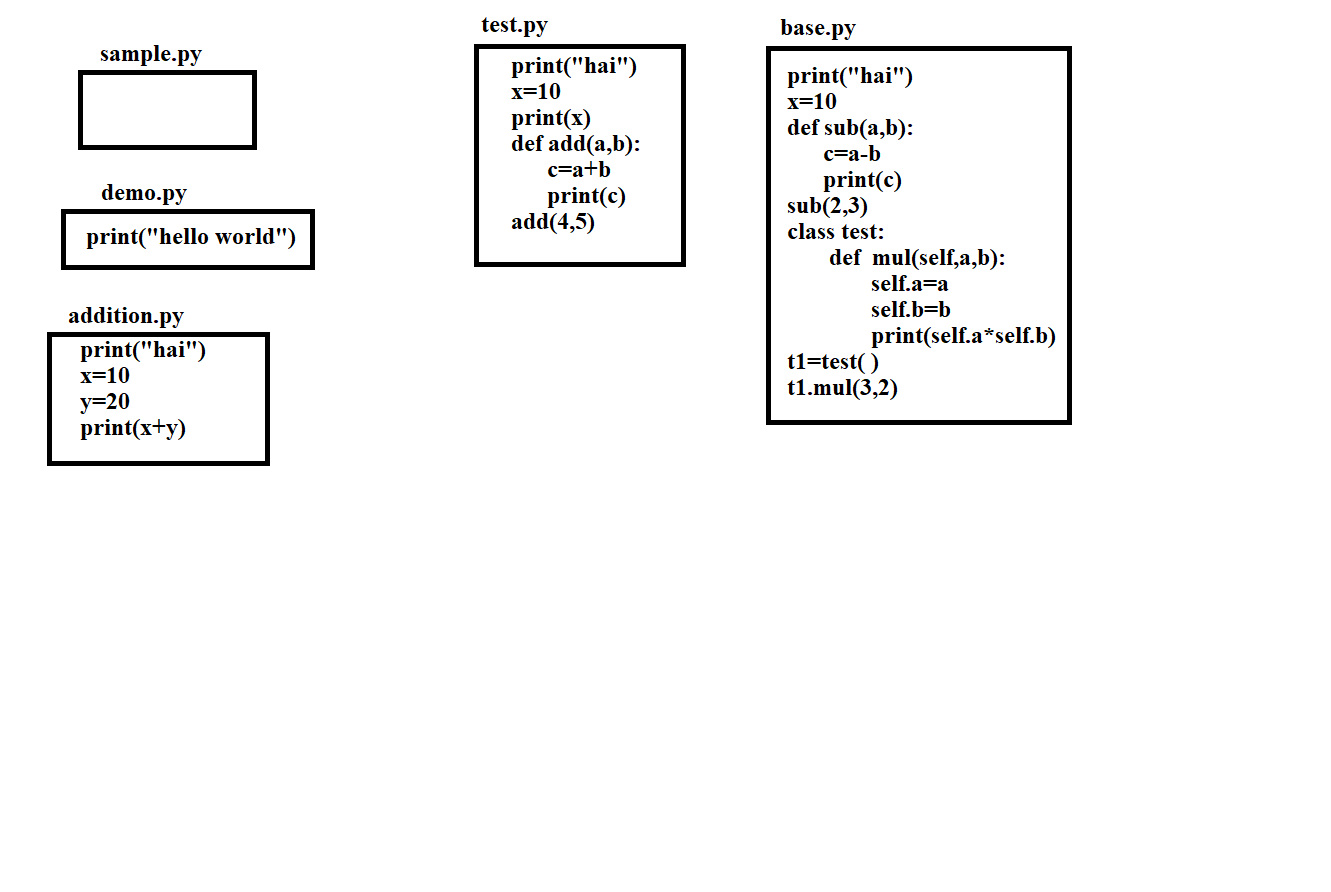 sample.py
demo.py
print("hello world")
addition.py
print("hai")
x=10
y=20
print(x+y)
test.py
print("hai")
x=10
print(x)
def add(a,b):
      c=a+b
      print(c)
add(4,5)
base.py
print("hai")
x=10
def sub(a,b):
      c=a-b
      print(c)
sub(2,3)
class test:
       def  mul(self,a,b):
              self.a=a
              self.b=b
              print(self.a*self.b)
t1=test( )
t1.mul(3,2)